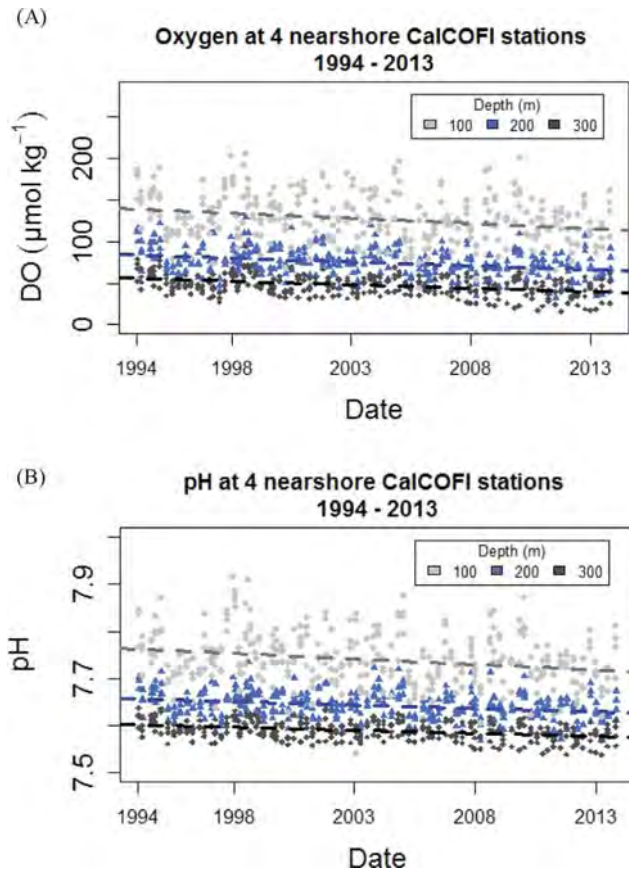 (A)
Oxygen at 4 nearshore CalCOFI stations
1994 - 2013
Depth (m)
100 200 300
DO (μmol kg⁻¹)
200
100
0
1994 1998 2003 2008 2013
Date
(B)
pH at 4 nearshore CalCOFI stations
1994 - 2013
Depth (m)
100 200 300
pH
7.9
7.7
7.5
1994 1998 2003 2008 2013
Date